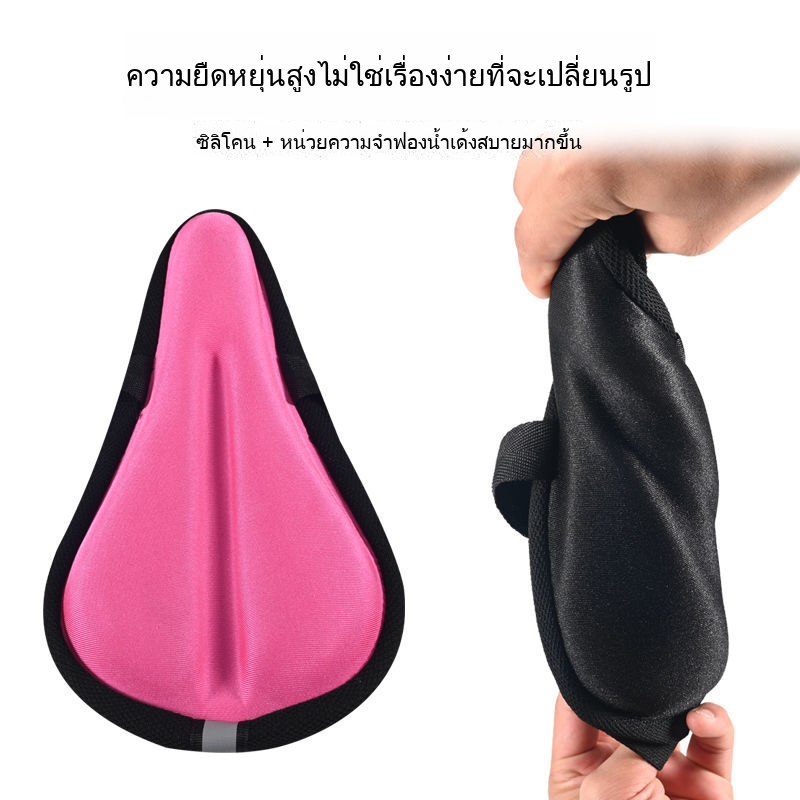 ความยืดหยุ่นสูงไม่ใช่เรื่องง่ายที่จะเปลี่ยนรูป
ซิลิโคน + หน่วยความจำฟองน้ำเด้งสบายมากขึ้น